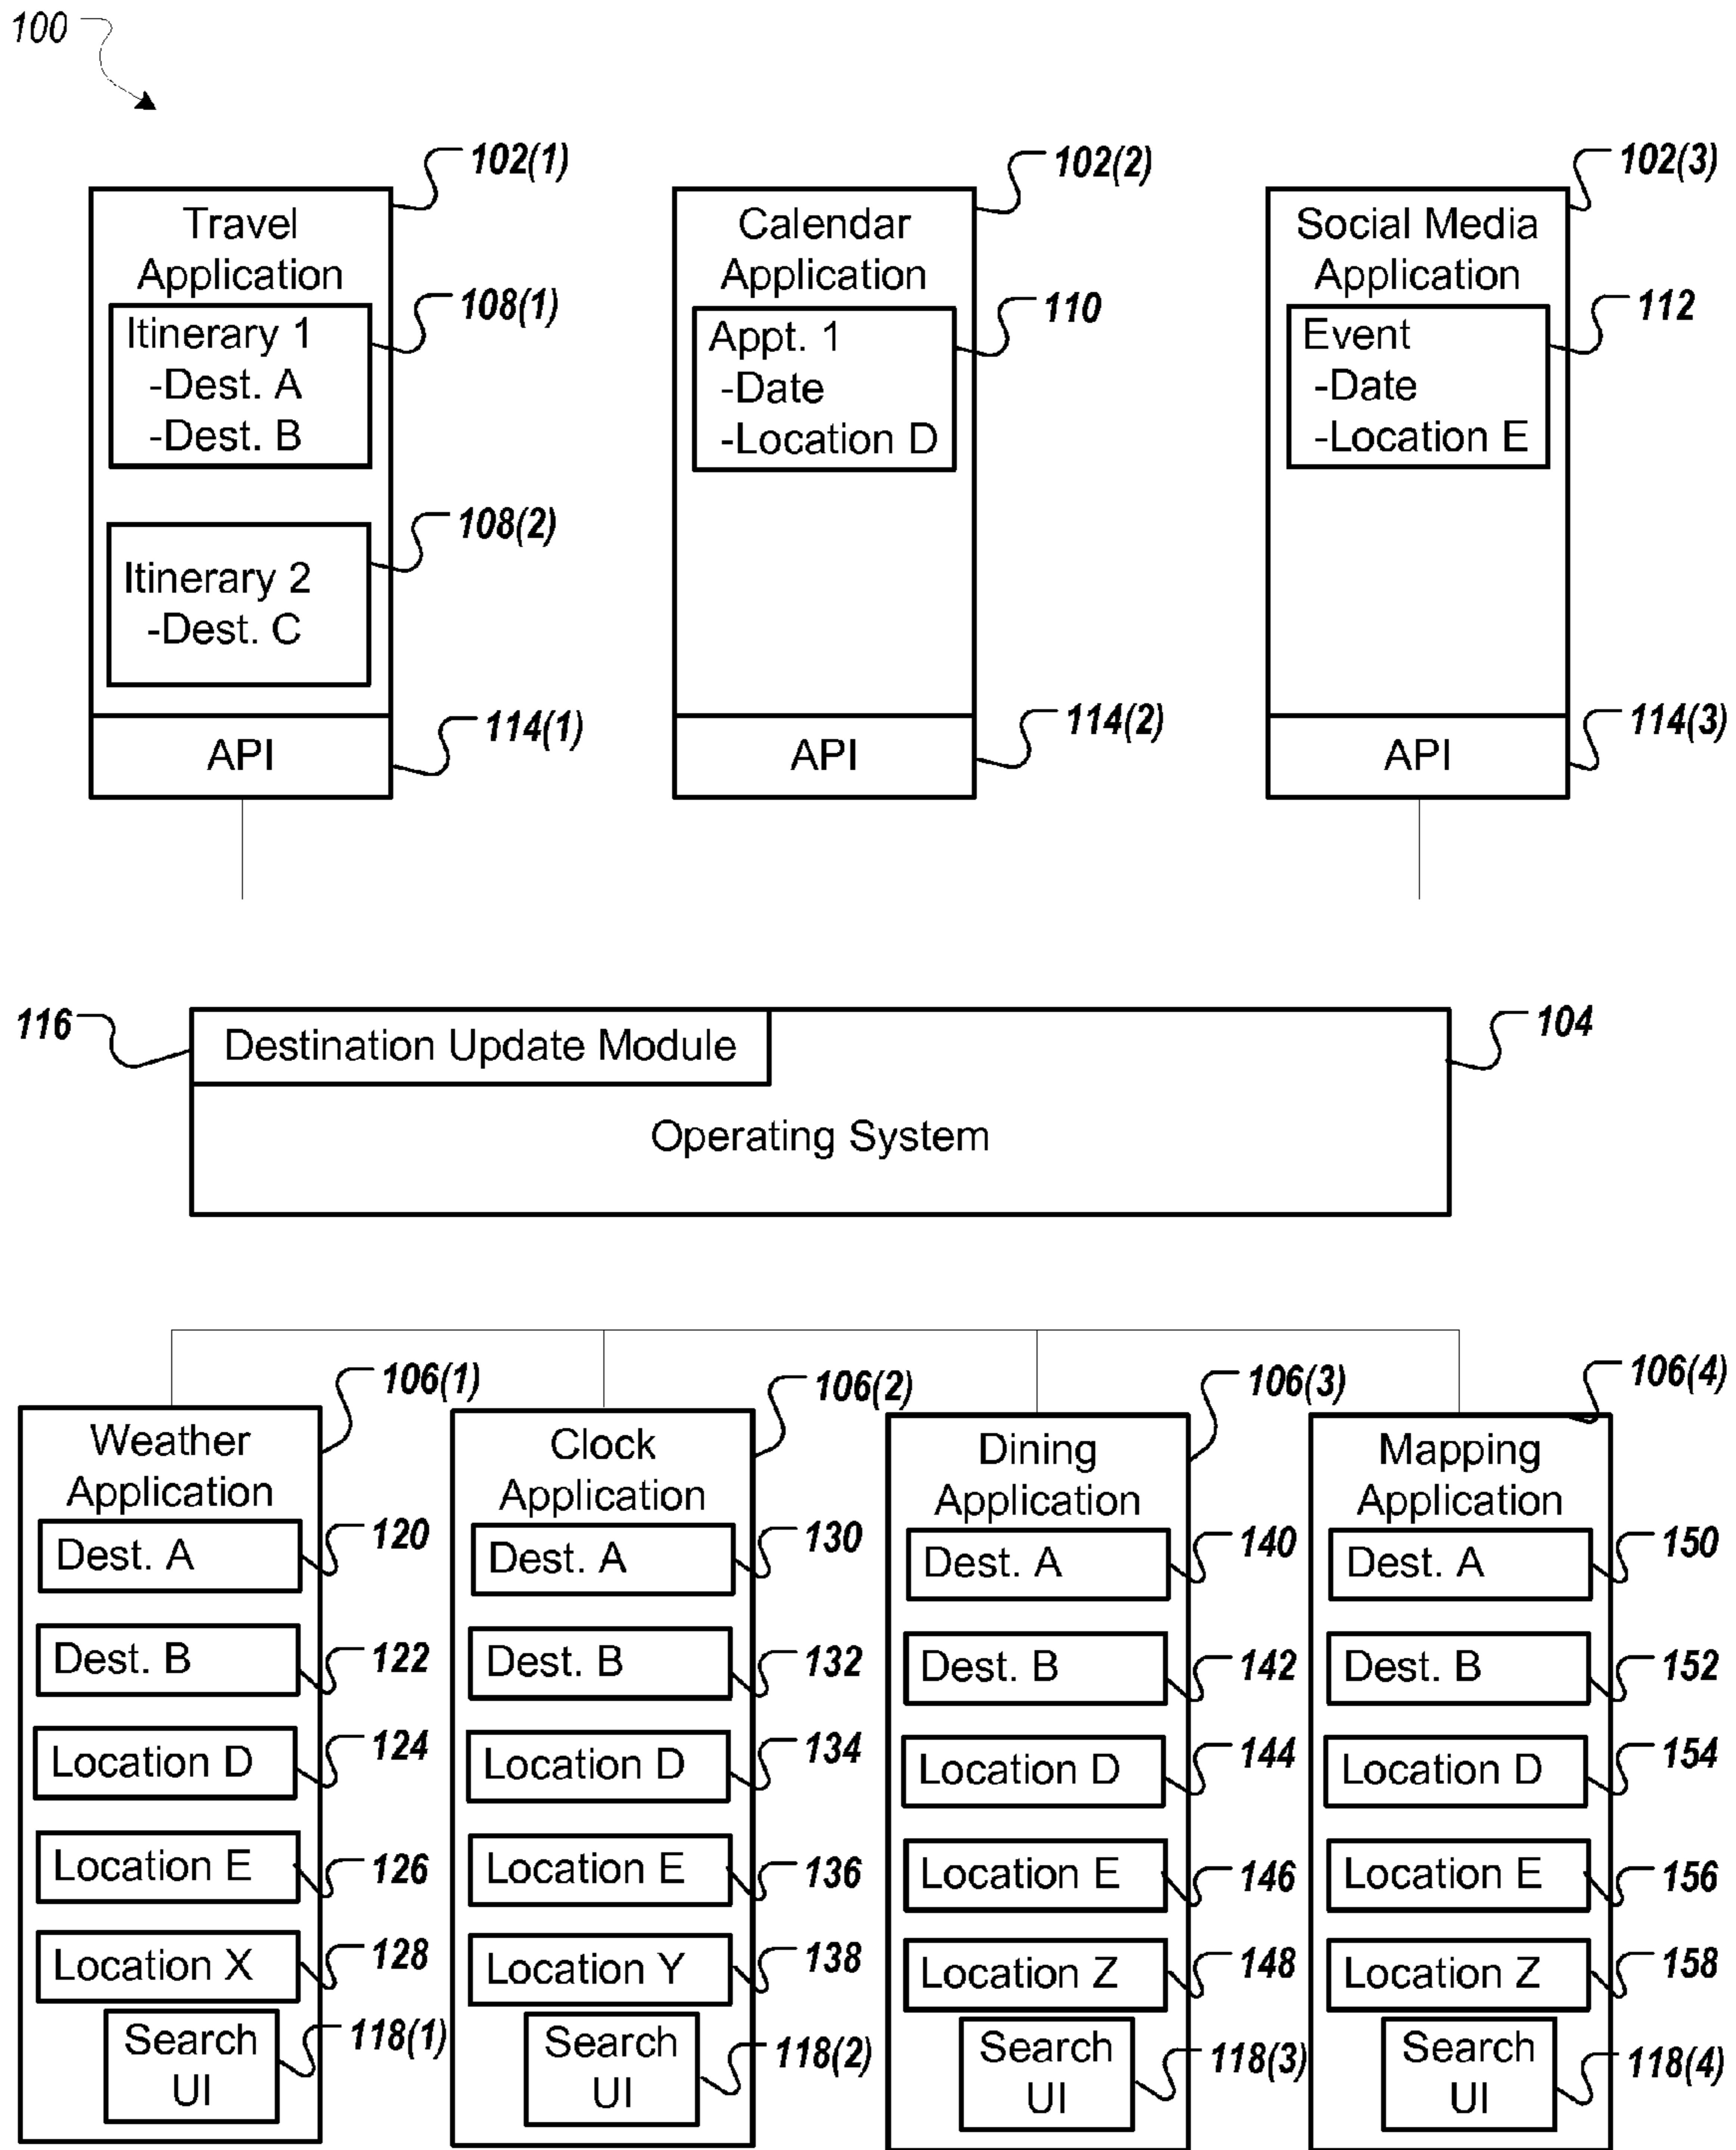 100
102(1)
102(2)
102(3)
Travel
Application
Itinerary 1
-Dest. A
-Dest. B
108(1)
Itinerary 2
-Dest. C
108(2)
API
114(1)
Calendar
Application
Appt. 1
-Date
-Location D
110
API
114(2)
Social Media
Application
Event
-Date
-Location E
112
API
114(3)
116
Destination Update Module
Operating System
104
106(1)
Weather
Application
Dest. A
120
Dest. B
122
Location D
124
Location E
126
Location X
128
Search
UI
118(1)
106(2)
Clock
Application
Dest. A
130
Dest. B
132
Location D
134
Location E
136
Location Y
138
Search
UI
118(2)
106(3)
Dining
Application
Dest. A
140
Dest. B
142
Location D
144
Location E
146
Location Z
148
Search
UI
118(3)
106(4)
Mapping
Application
Dest. A
150
Dest. B
152
Location D
154
Location E
156
Location Z
158
Search
UI
118(4)